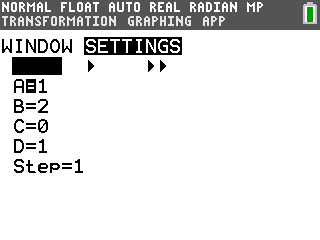 NORMAL FLOAT AUTO REAL RADIAN MP
TRANSFORMATION GRAPHING APP
WINDOW SETTINGS
A=1
B=2
C=0
D=1
Step=1